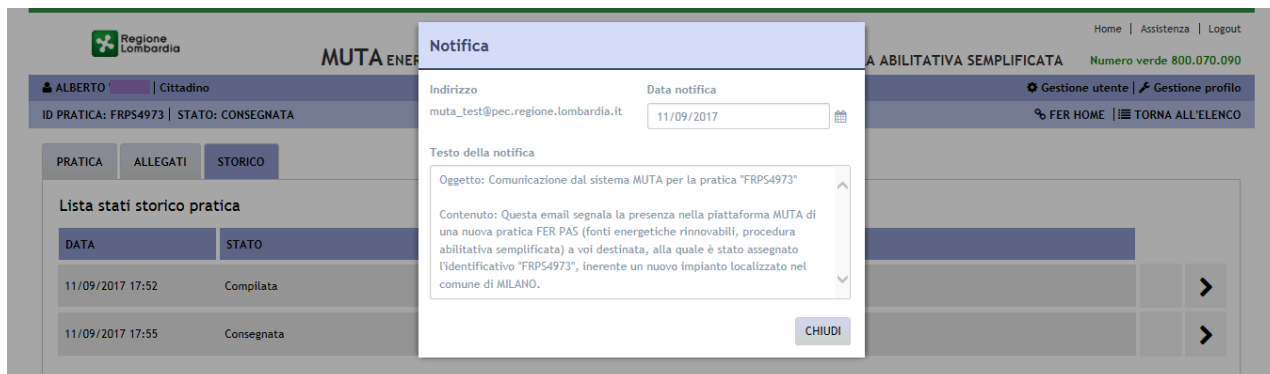 Regione
Lombardia
Home | Assistenza | Logout
MUTA ENER
A ABILITATIVA SEMPLIFICATA
Numero verde 800.070.090
ALBERTO
| Cittadino
Gestione utente | Gestione profilo
ID PRATICA: FRPS4973 | STATO: CONSEGNATA
FER HOME | TORNA ALL'ELENCO
PRATICA ALLEGATI STORICO
Lista stati storico pratica
DATA STATO
11/09/2017 17:52 Compilata
11/09/2017 17:55 Consegnata
Notifica
Indirizzo Data notifica
muta_test@pec.regione.lombardia.it 11/09/2017
Testo della notifica
Oggetto: Comunicazione dal sistema MUTA per la pratica "FRPS4973"
Contenuto: Questa email segnala la presenza nella piattaforma MUTA di
una nuova pratica FER PAS (fonti energetiche rinnovabili, procedura
abilitativa semplificata) a voi destinata, alla quale è stato assegnato
l'identificativo "FRPS4973", inerente un nuovo impianto localizzato nel
comune di MILANO.
CHIUDI